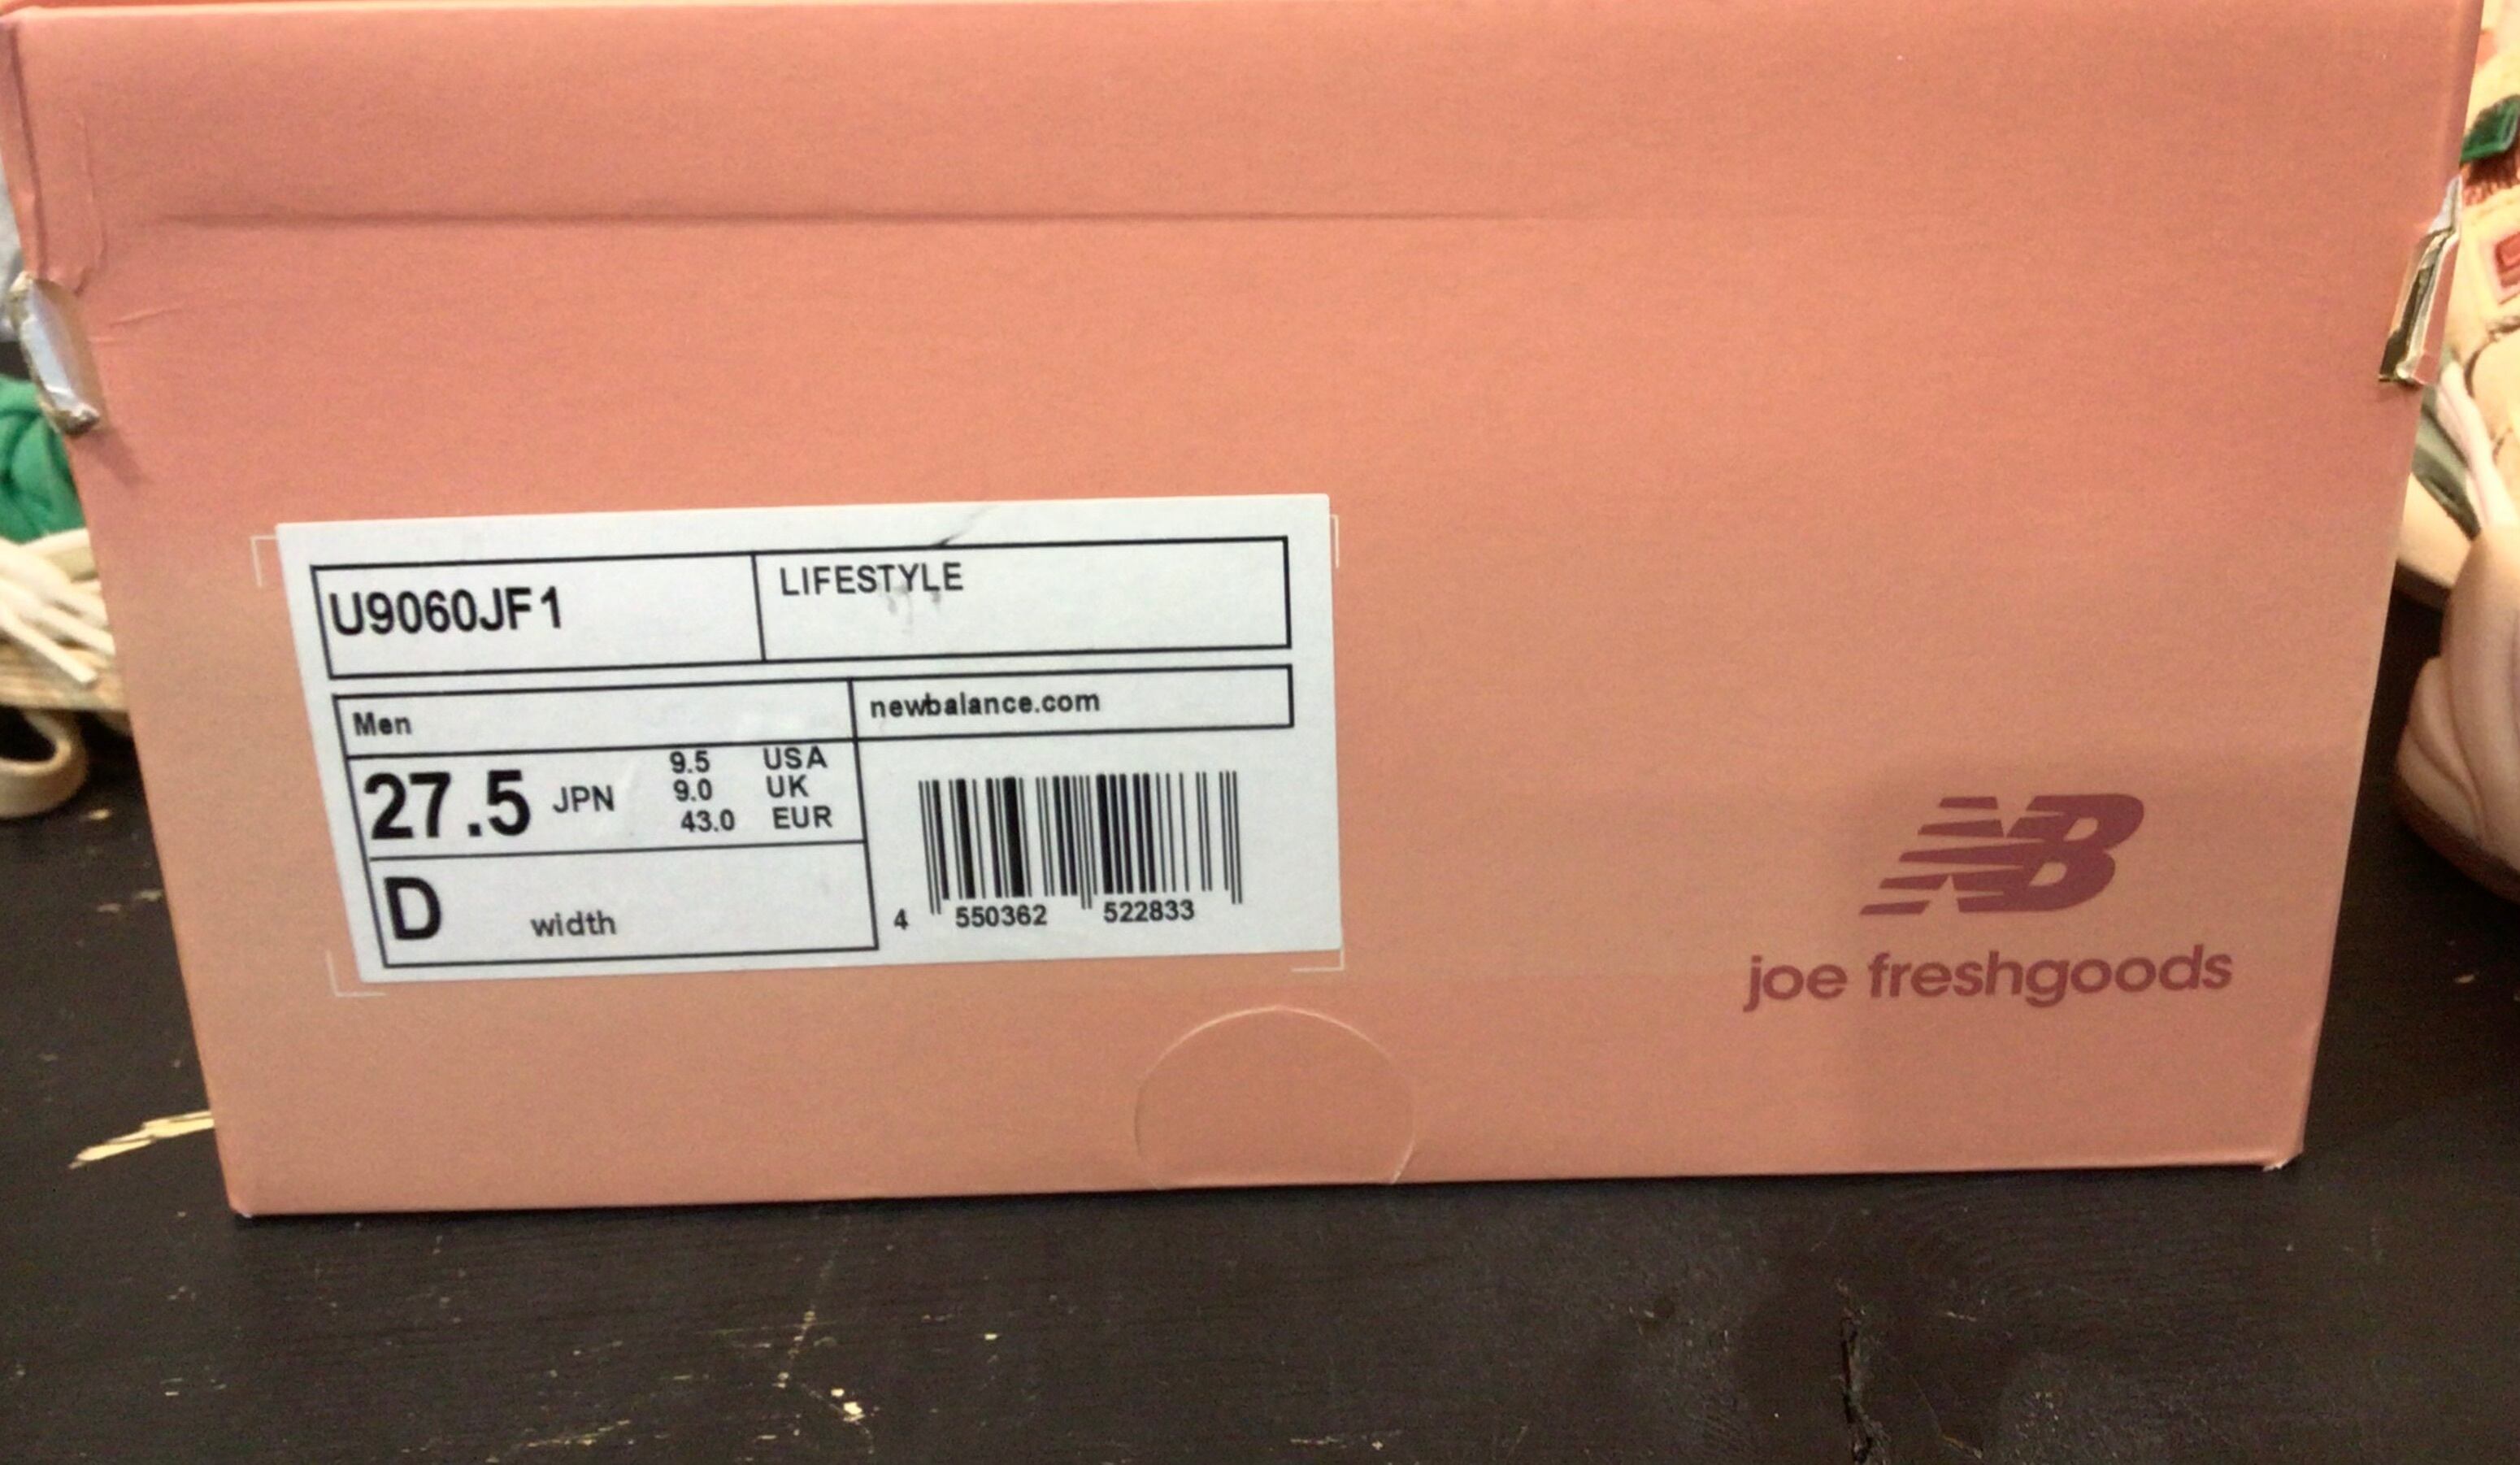 U9060JF1
LIFESTYLE
Men
newbalance.com
27.5 JPN
9.5 USA
9.0 UK
43.0 EUR
D width
4 550362 522833
NB
joe freshgoods